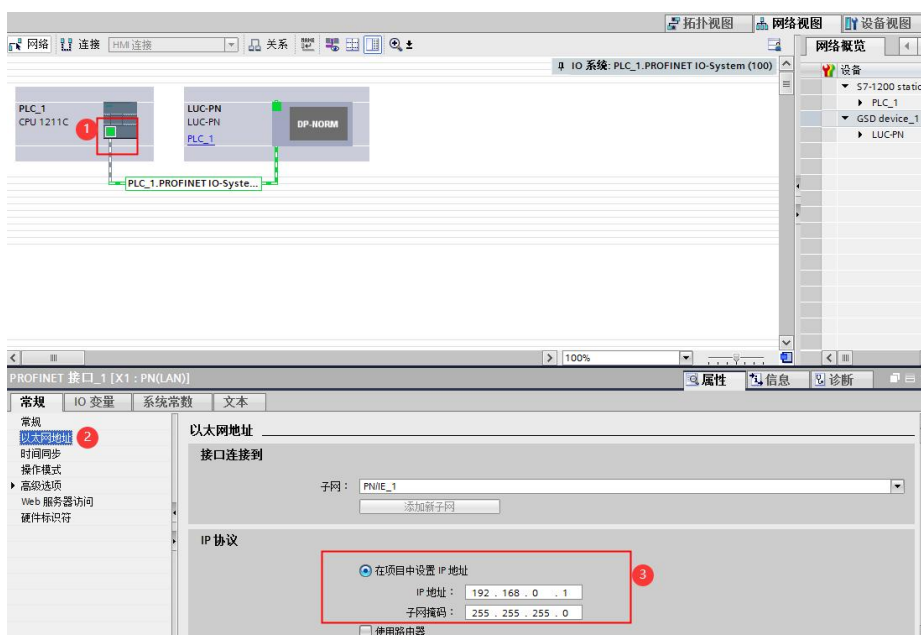 拓扑视图 网络视图 设备视图
网络 连接 HMI 连接 关系
网络概览
IO 系统: PLC_1.PROFINET IO-System (100)
设备
S7-1200 static
PLC_1
GSD device_1
LUC-PN
PLC_1
CPU 1211C
1
LUC-PN
LUC-PN
PLC_1
DP-NORM
PLC_1.PROFINET IO-Syste...
100%
PROFINET 接口_1 [X1 : PN(LAN)]
属性 信息 诊断
常规 IO 变量 系统常数 文本
常规
以太网地址 2
时间同步
操作模式
高级选项
Web 服务器访问
硬件标识符
以太网地址
接口连接到
子网： PN/IE_1
添加新子网
IP 协议
在项目中设置 IP 地址
3
IP 地址： 192 . 168 . 0 . 1
子网掩码： 255 . 255 . 255 . 0
使用路由器